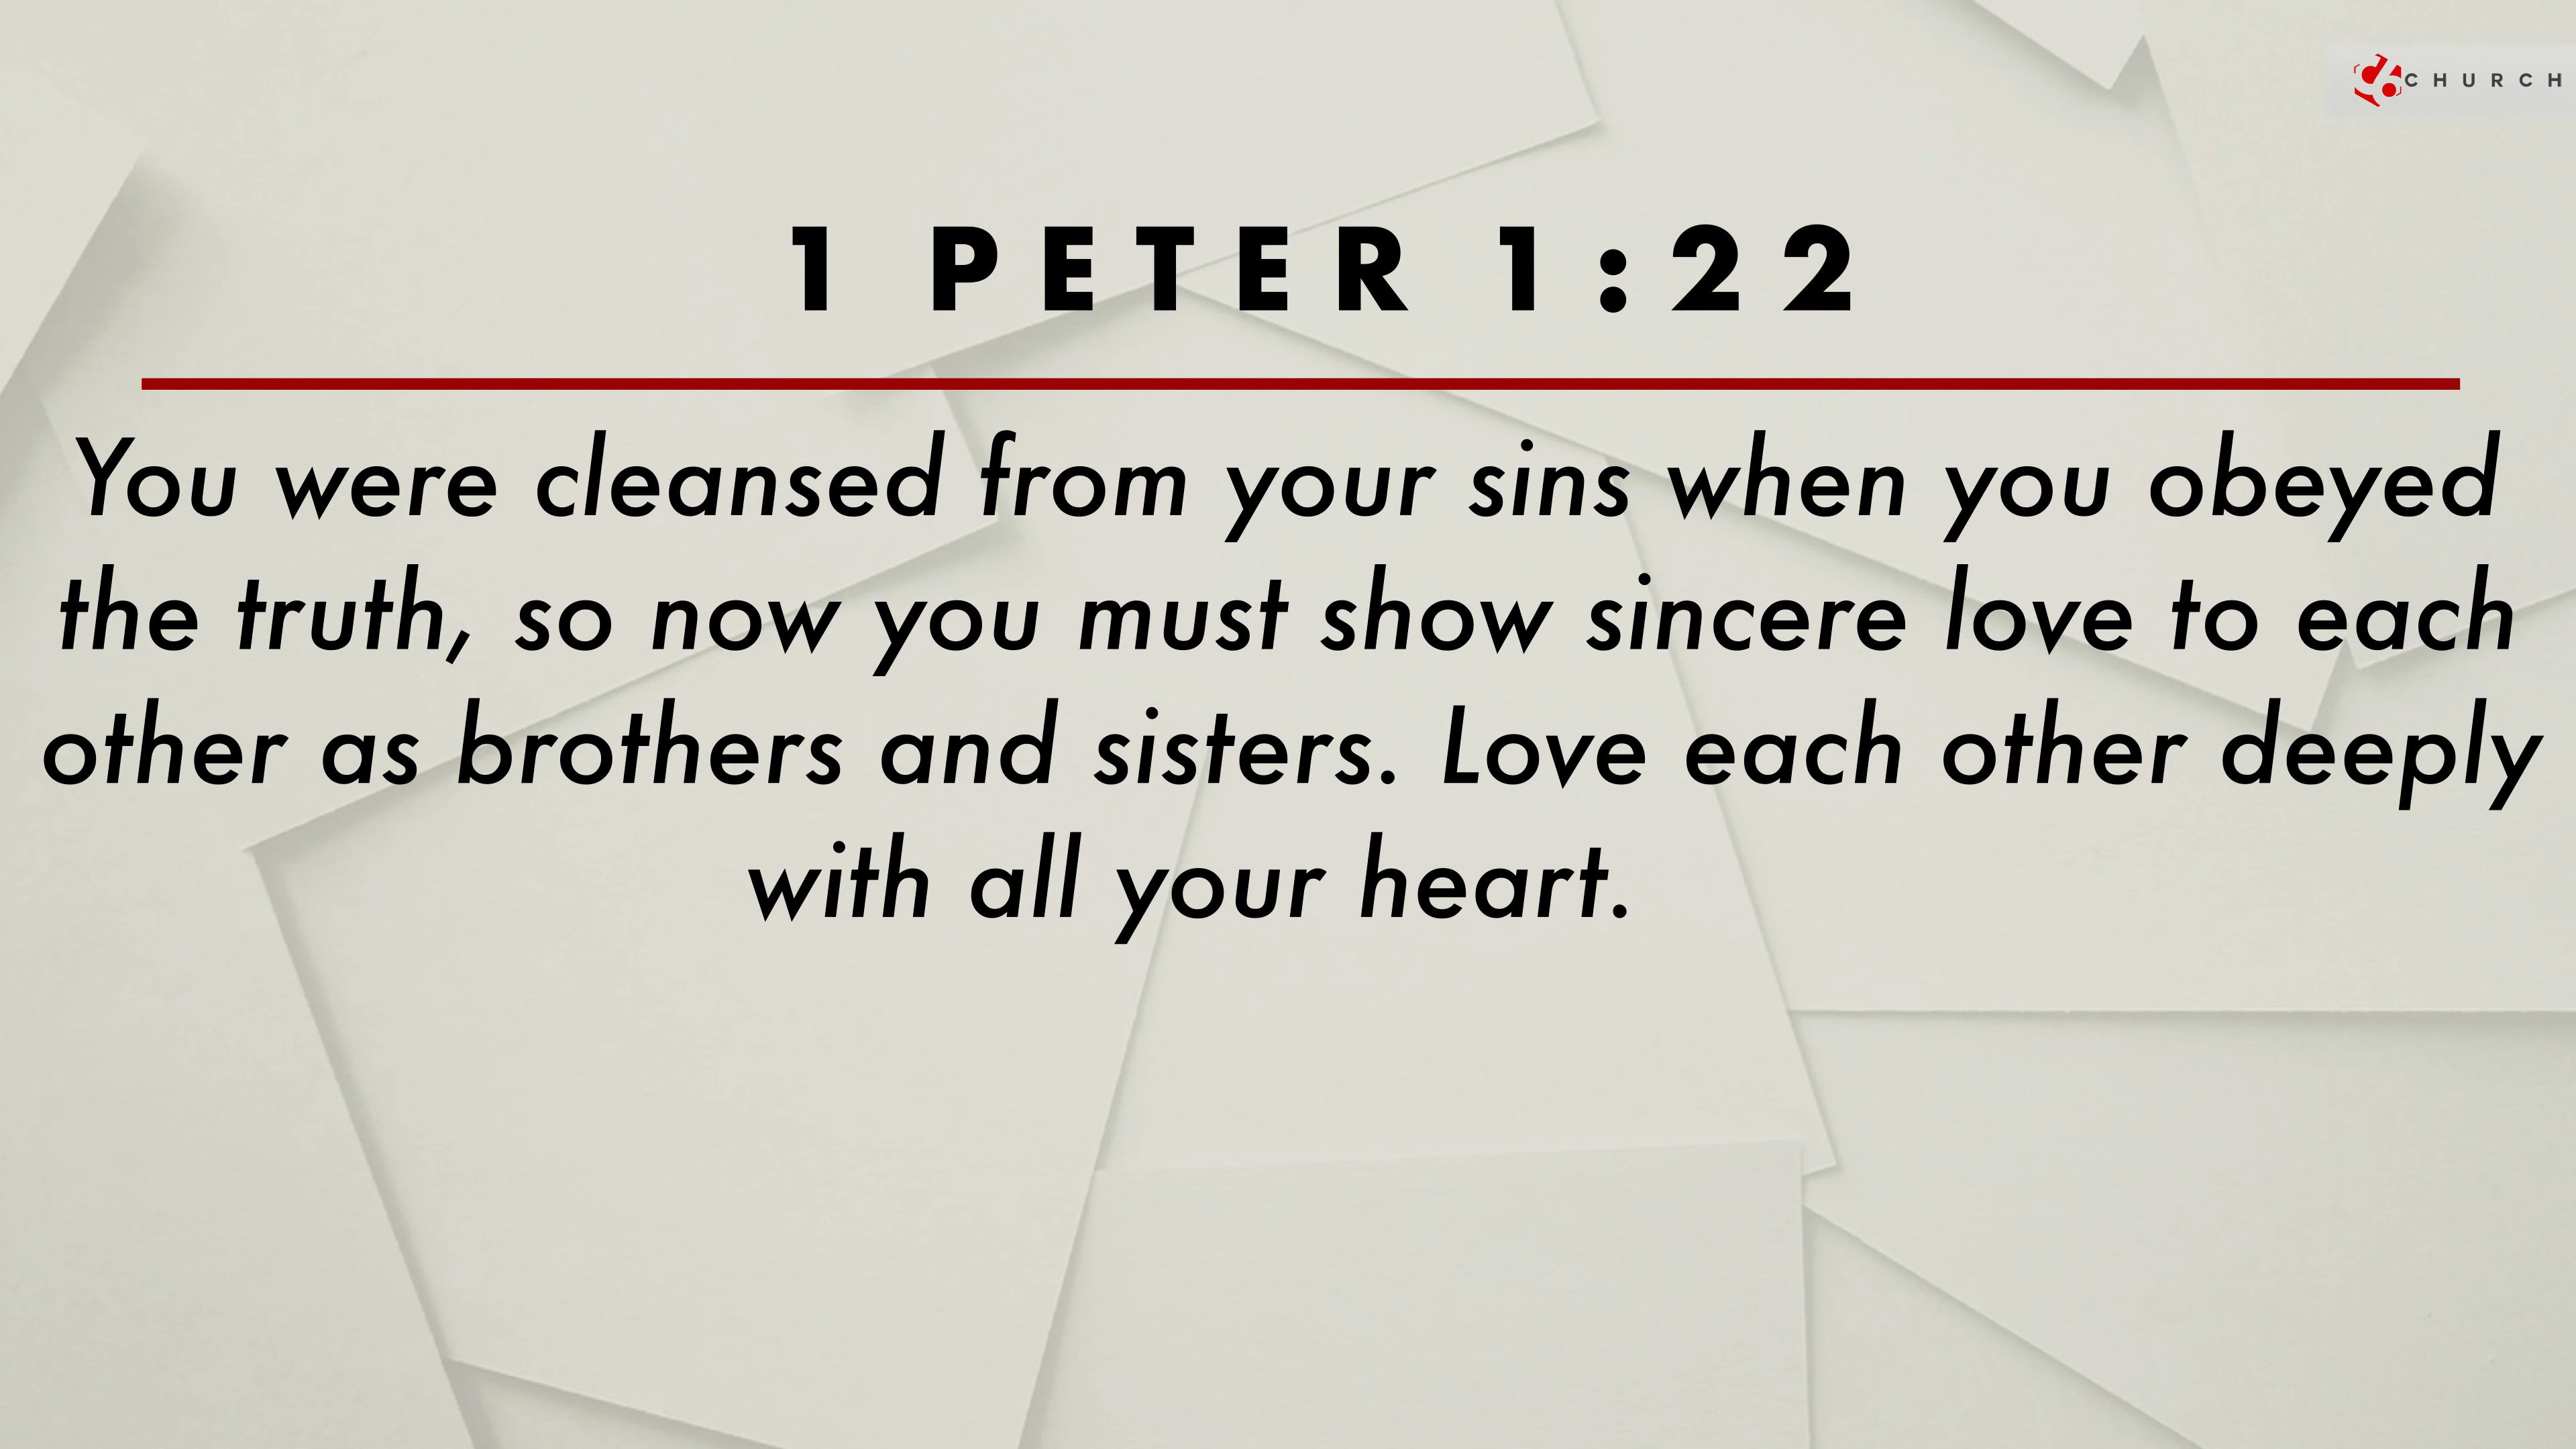 CHURCH
1 PETER 1:22
You were cleansed from your sins when you obeyed
the truth, so now you must show sincere love to each
other as brothers and sisters. Love each other deeply
with all your heart.